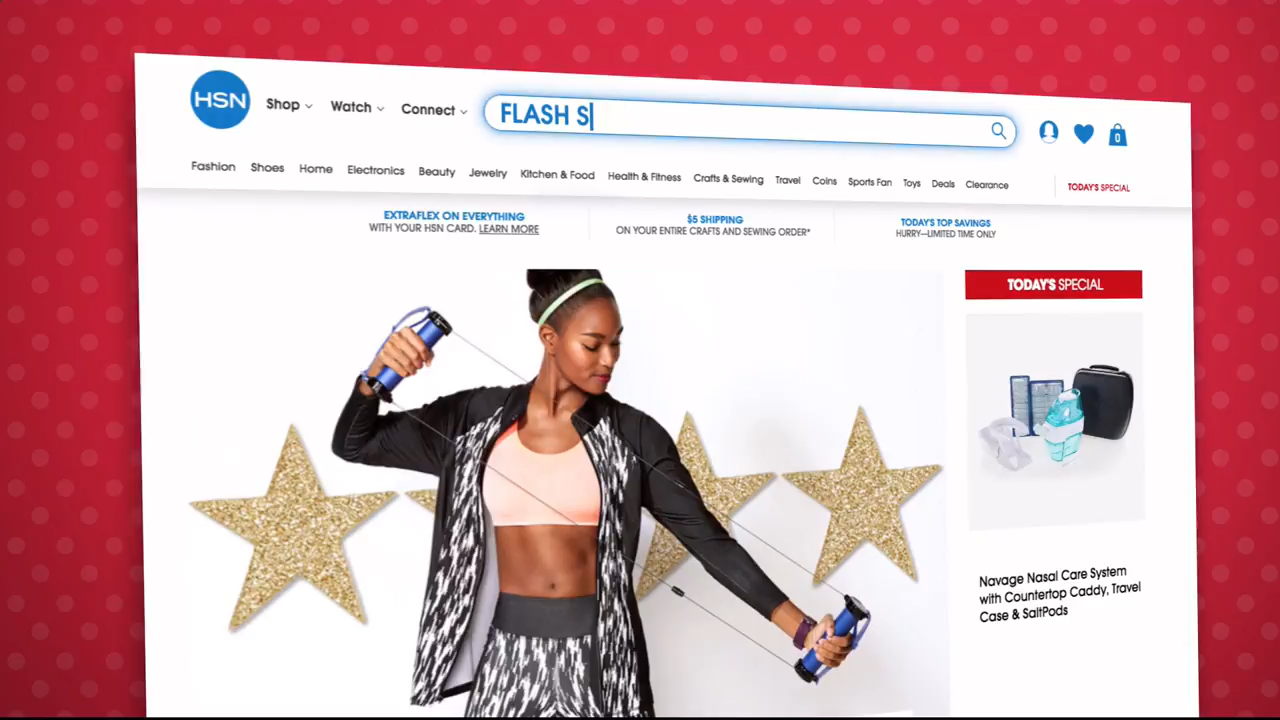 HSN
Shop
Watch
Connect
FLASH S
0
Fashion
Shoes
Home
Electronics
Beauty
Jewelry
Kitchen & Food
Health & Fitness
Crafts & Sewing
Travel
Coins
Sports Fan
Toys
Deals
Clearance
TODAY'S SPECIAL
EXTRAFLEX ON EVERYTHING
WITH YOUR HSN CARD. LEARN MORE
$5 SHIPPING
ON YOUR ENTIRE CRAFTS AND SEWING ORDER*
TODAY'S TOP SAVINGS
HURRY—LIMITED TIME ONLY
TODAY'S SPECIAL
Navage Nasal Care System
with Countertop Caddy, Travel
Case & SaltPods